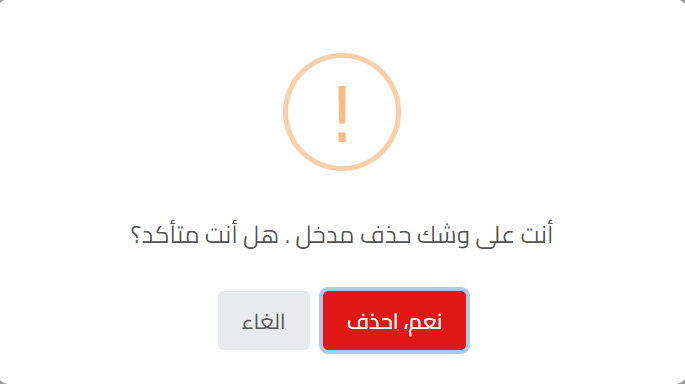 !
أنت على وشك حذف مدخل . هل أنت متأكد؟
نعم، احذف
الغاء